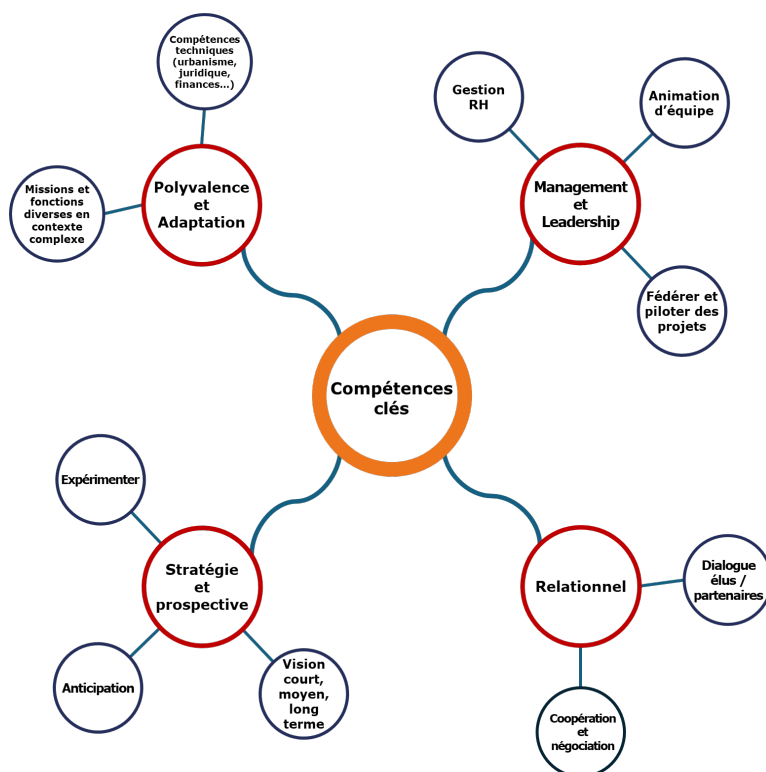 Compétences
techniques
(urbanisme,
juridique,
finances...)
Missions et
fonctions
diverses en
contexte
complexe
Polyvalence
et
Adaptation
Gestion
RH
Animation
d'équipe
Management
et
Leadership
Fédérer et
piloter des
projets
Compétences
clés
Expérimenter
Stratégie
et
prospective
Anticipation
Vision
court,
moyen,
long
terme
Relationnel
Dialogue
élus /
partenaires
Coopération
et
négociation